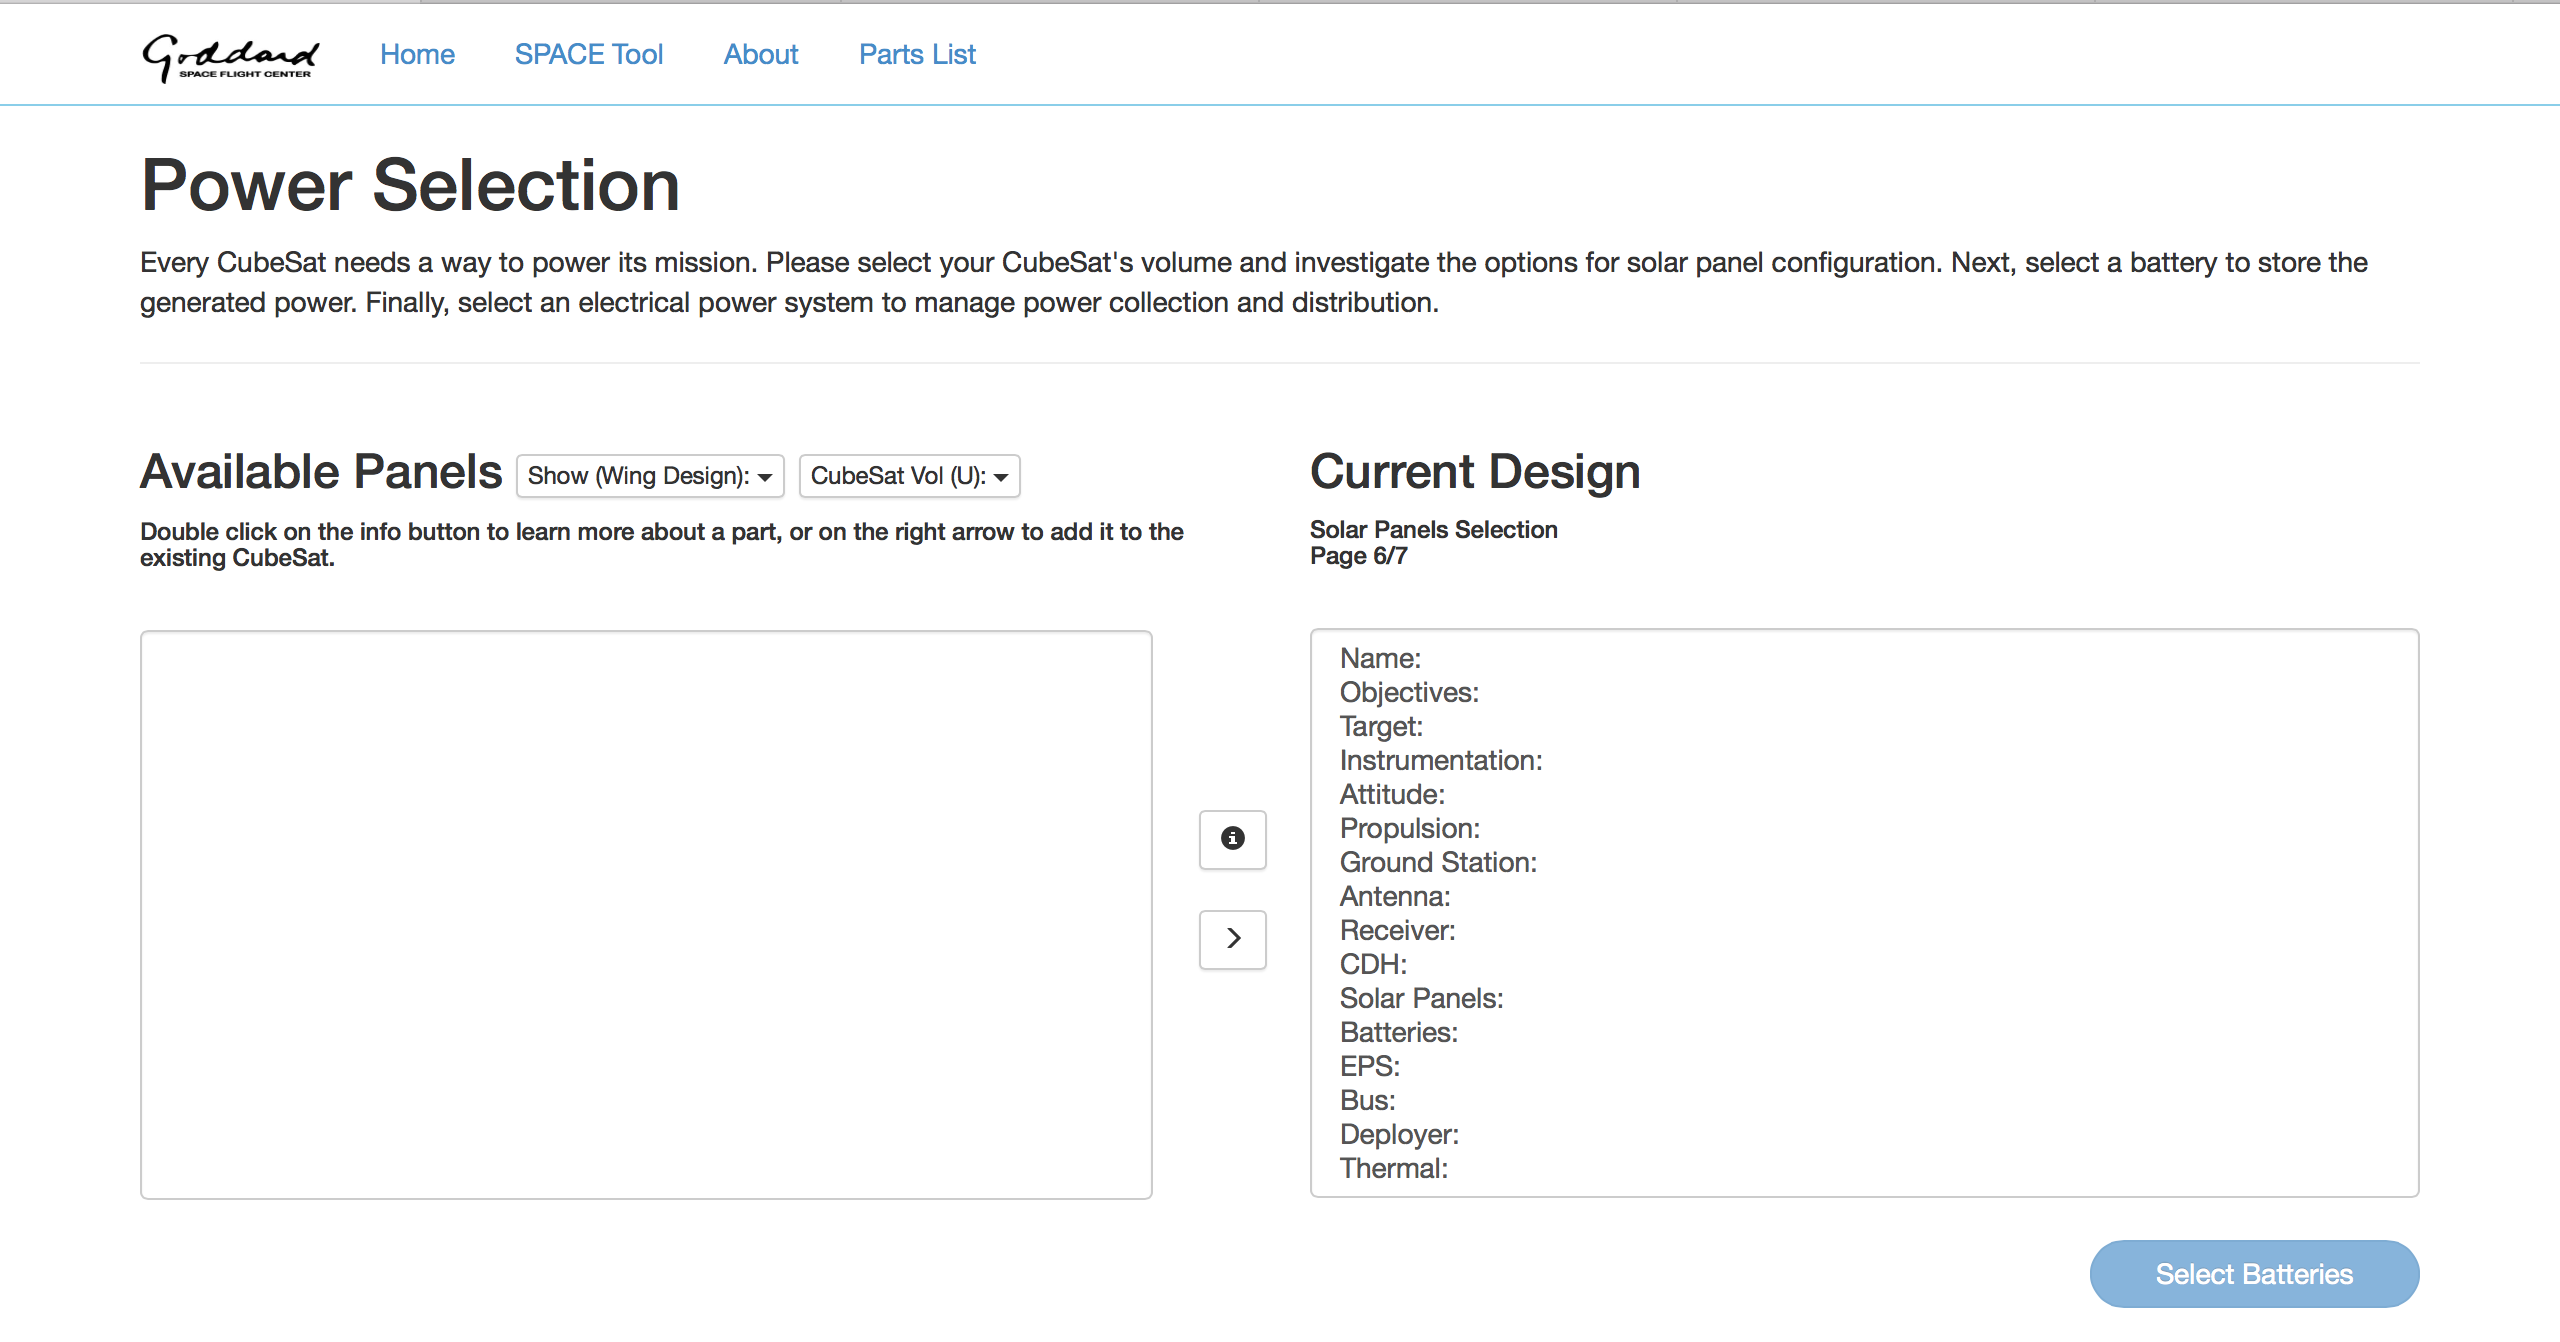 Goddard
SPACE FLIGHT CENTER
Home
SPACE Tool
About
Parts List
Power Selection
Every CubeSat needs a way to power its mission. Please select your CubeSat's volume and investigate the options for solar panel configuration. Next, select a battery to store the
generated power. Finally, select an electrical power system to manage power collection and distribution.
Available Panels
Show (Wing Design):
CubeSat Vol (U):
Double click on the info button to learn more about a part, or on the right arrow to add it to the
existing CubeSat.
Current Design
Solar Panels Selection
Page 6/7
Name:
Objectives:
Target:
Instrumentation:
Attitude:
Propulsion:
Ground Station:
Antenna:
Receiver:
CDH:
Solar Panels:
Batteries:
EPS:
Bus:
Deployer:
Thermal:
Select Batteries